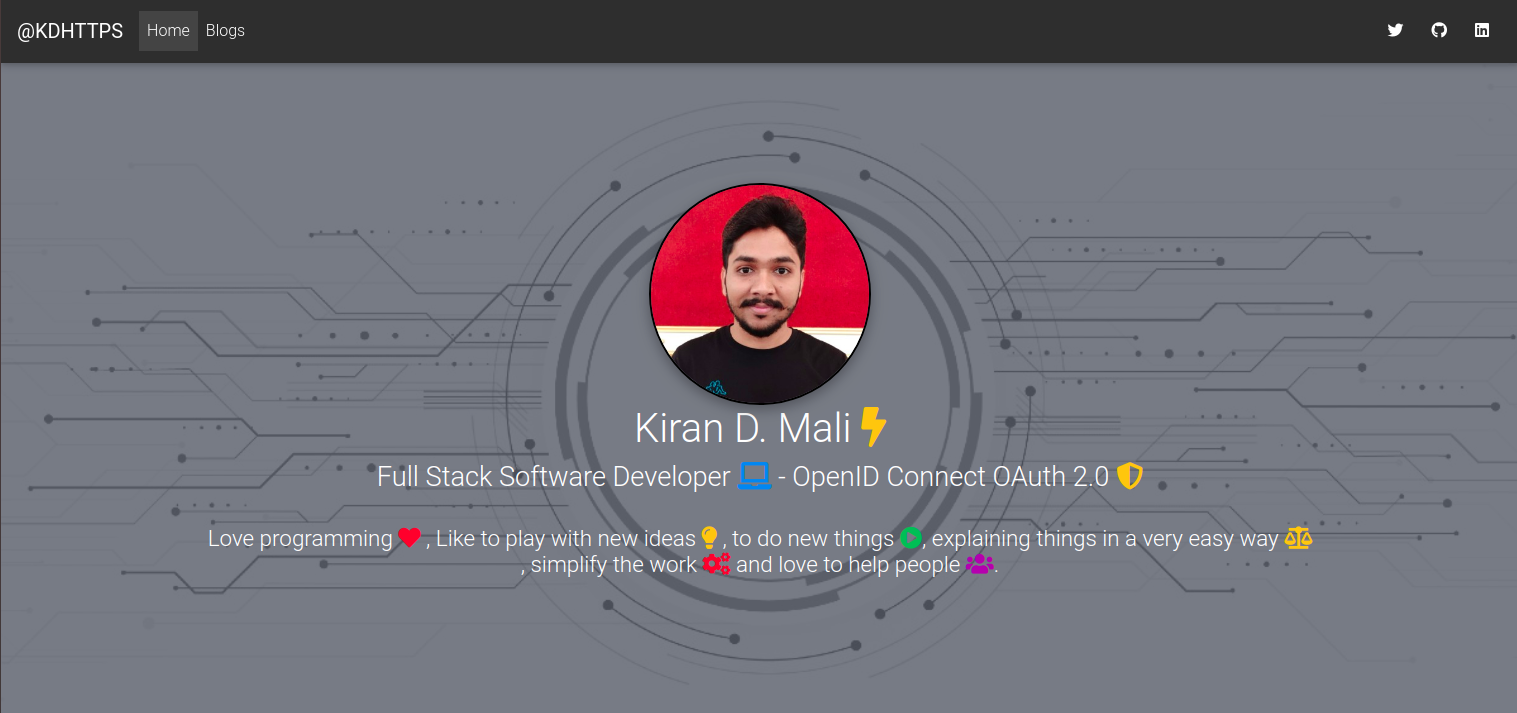 @KDHTTPS Home Blogs
Kiran D. Mali
Full Stack Software Developer - OpenID Connect OAuth 2.0
Love programming , Like to play with new ideas , to do new things , explaining things in a very easy way
, simplify the work and love to help people .